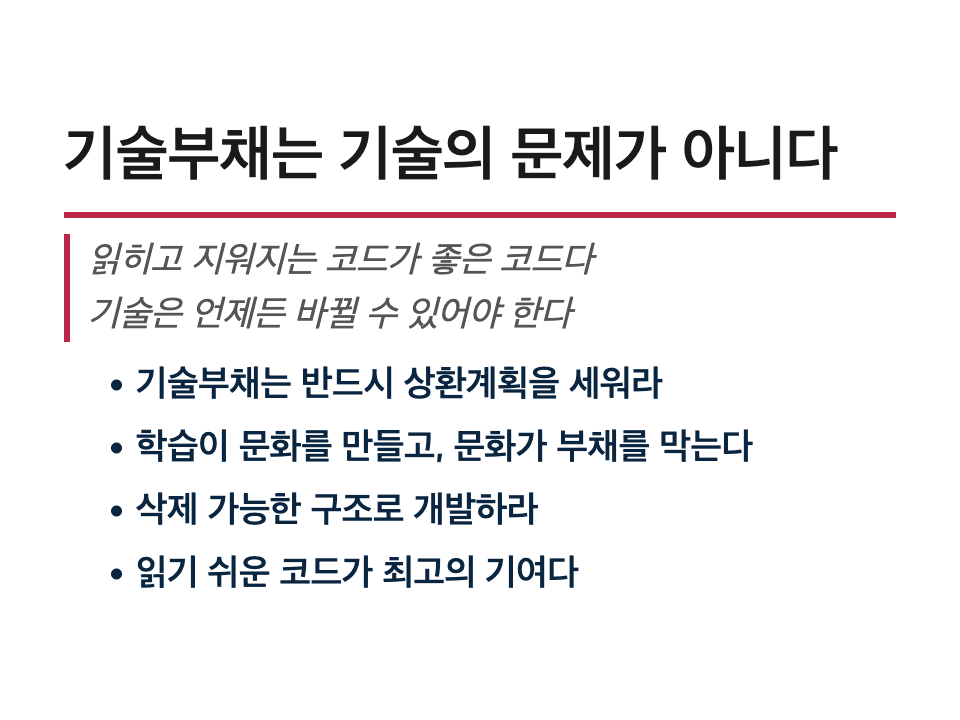 기술부채는 기술의 문제가 아니다
읽히고 지워지는 코드가 좋은 코드다
기술은 언제든 바뀔 수 있어야 한다
• 기술부채는 반드시 상환계획을 세워라
• 학습이 문화를 만들고, 문화가 부채를 막는다
• 삭제 가능한 구조로 개발하라
• 읽기 쉬운 코드가 최고의 기여다